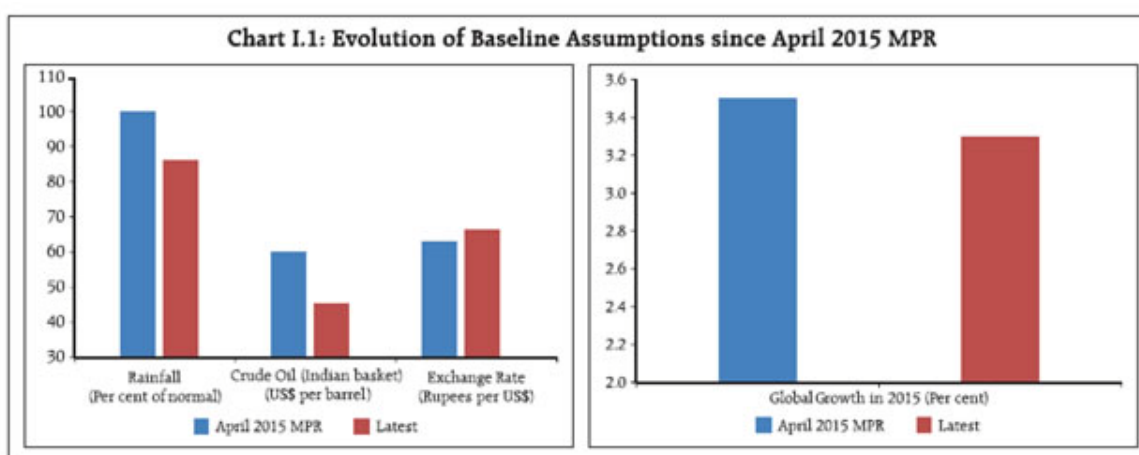 Chart I.1: Evolution of Baseline Assumptions since April 2015 MPR
110
100
90
80
70
60
50
40
30
Rainfall
(Per cent of normal)
Crude Oil (Indian basket)
(US$ per barrel)
Exchange Rate
(Rupees per US$)
April 2015 MPR
Latest
3.6
3.4
3.2
3.0
2.8
2.6
2.4
2.2
2.0
Global Growth in 2015 (Per cent)
April 2015 MPR
Latest